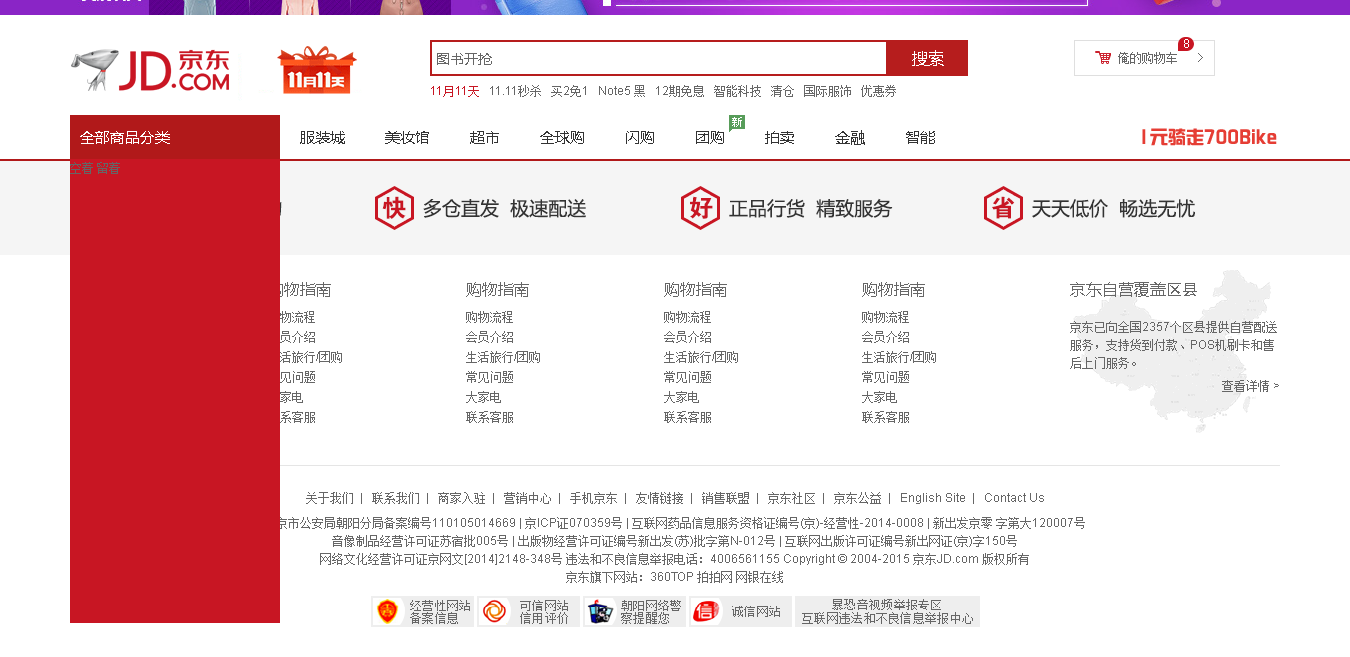 JD.COM 京东
11月11天
图书开抢
搜索
8
俺的购物车
11月11天 11.11秒杀 买2免1 Note5 黑 12期免息 智能科技 清仓 国际服饰 优惠券
全部商品分类
服装城 美妆馆 超市 全球购 闪购 团购 新 拍卖 金融 智能
1元骑走700Bike
空着 留着
快 多仓直发 极速配送
好 正品行货 精致服务
省 天天低价 畅选无忧
购物指南 购物指南 购物指南 购物指南 京东自营覆盖区县
物流程 购物流程 购物流程 购物流程
员介绍 会员介绍 会员介绍 会员介绍
活旅行/团购 生活旅行/团购 生活旅行/团购 生活旅行/团购
见问题 常见问题 常见问题 常见问题
家电 大家电 大家电 大家电
系客服 联系客服 联系客服 联系客服
京东已向全国2357个区县提供自营配送
服务，支持货到付款、POS机刷卡和售
后上门服务。
查看详情 >
关于我们 | 联系我们 | 商家入驻 | 营销中心 | 手机京东 | 友情链接 | 销售联盟 | 京东社区 | 京东公益 | English Site | Contact Us
京市公安局朝阳分局备案编号110105014669 | 京ICP证070359号 | 互联网药品信息服务资格证编号(京)-经营性-2014-0008 | 新出发京零 字第大120007号
音像制品经营许可证苏宿批005号 | 出版物经营许可证编号新出发(苏)批字第N-012号 | 互联网出版许可证编号新出网证(京)字150号
网络文化经营许可证京网文[2014]2148-348号 违法和不良信息举报电话：4006561155 Copyright © 2004-2015 京东JD.com 版权所有
京东旗下网站：360TOP 拍拍网 网银在线
经营性网站
备案信息
可信网站
信用评价
朝阳网络警
察提醒您
信 诚信网站
暴恐音视频举报专区
互联网违法和不良信息举报中心